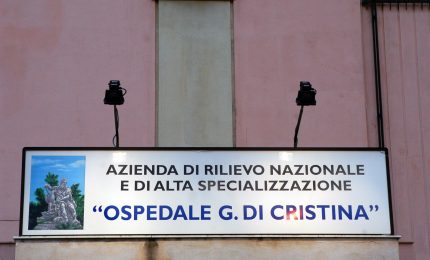 AZIENDA DI RILIEVO NAZIONALE
E DI ALTA SPECIALIZZAZIONE
“OSPEDALE G. DI CRISTINA”